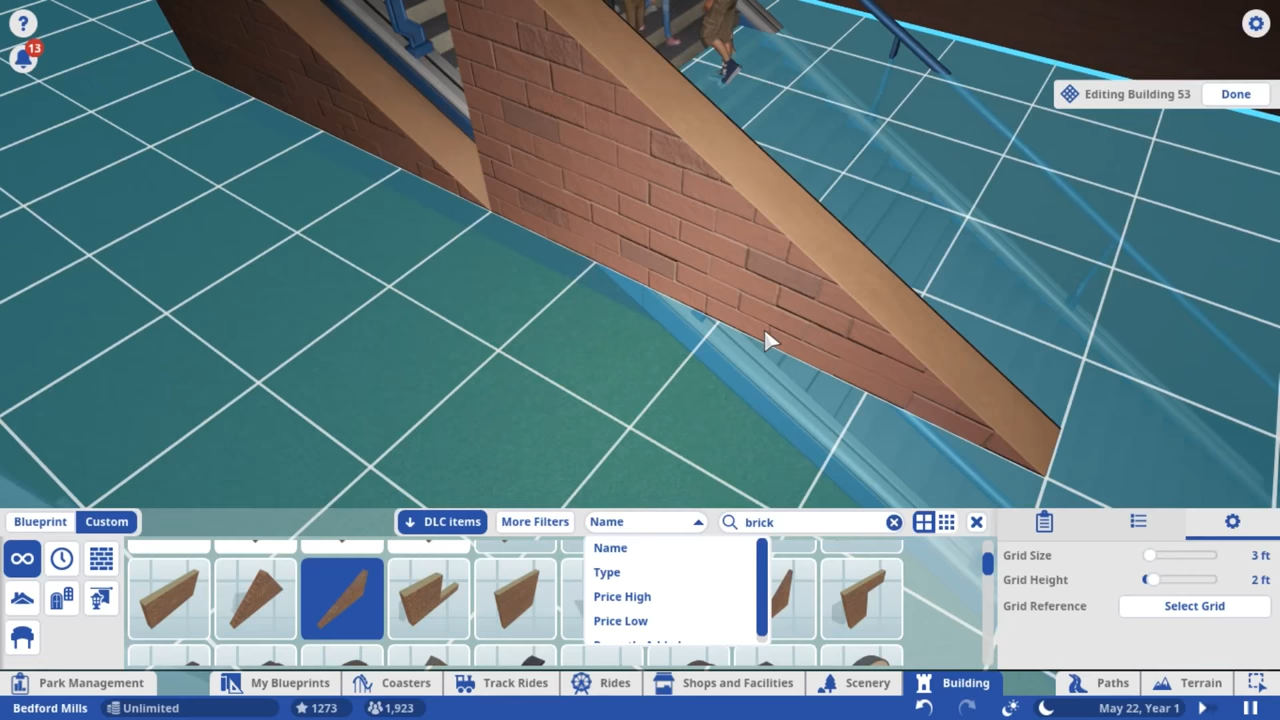 ?
13
Editing Building 53
Done
Blueprint
Custom
DLC items
More Filters
Name
brick
Name
Type
Price High
Price Low
Grid Size
3 ft
Grid Height
2 ft
Grid Reference
Select Grid
Park Management
My Blueprints
Coasters
Track Rides
Rides
Shops and Facilities
Scenery
Building
Paths
Terrain
Bedford Mills
Unlimited
1273
1,923
May 22, Year 1